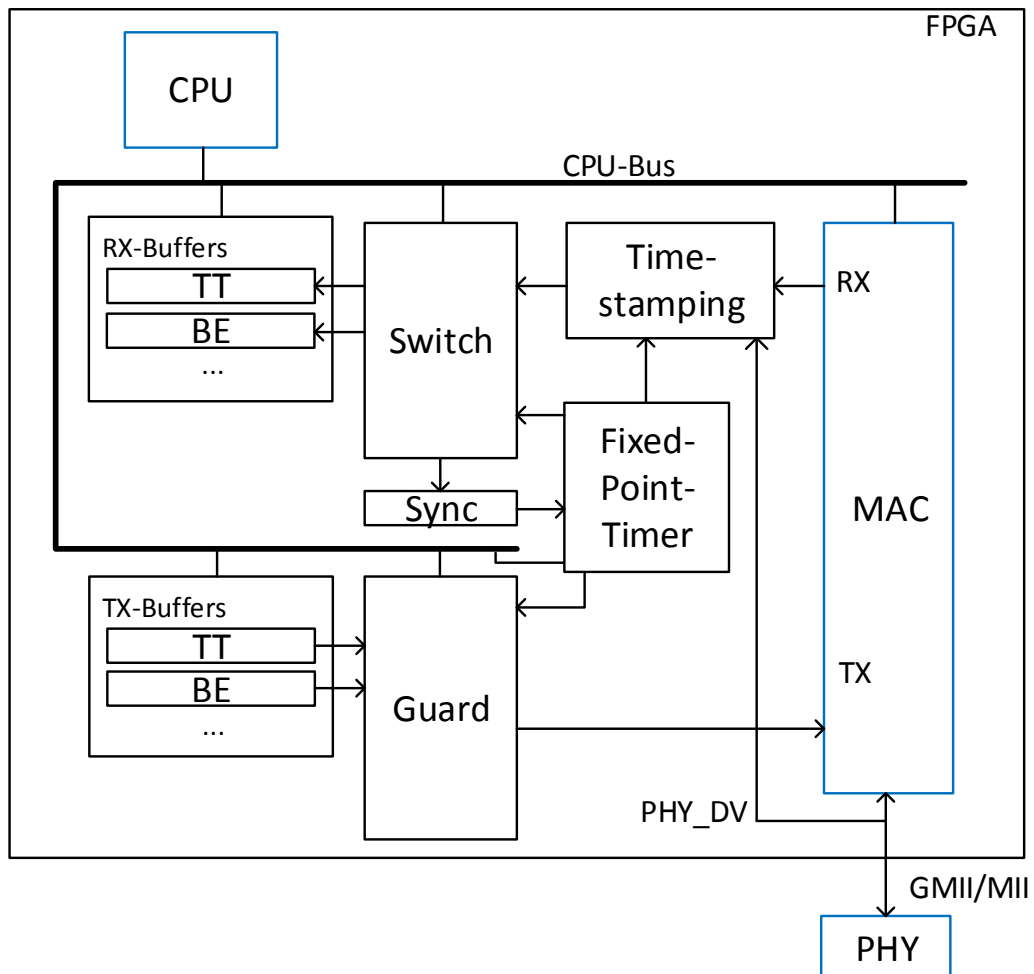 FPGA
CPU
CPU-Bus
RX-Buffers
TT
BE
...
Switch
Time-
stamping
RX
Fixed-
Point-
Timer
Sync
MAC
TX-Buffers
TT
BE
...
Guard
TX
PHY_DV
GMII/MII
PHY